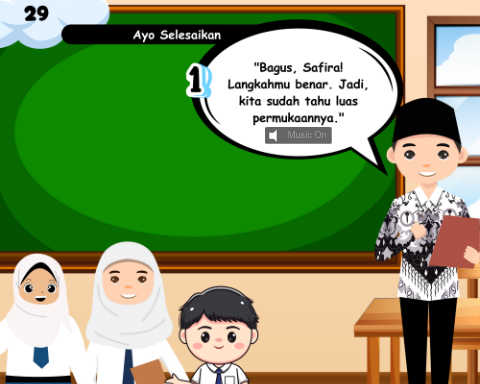 29
Ayo Selesaikan
1
"Bagus, Safira!
Langkahmu benar. Jadi,
kita sudah tahu luas
permukaannya."
Music On